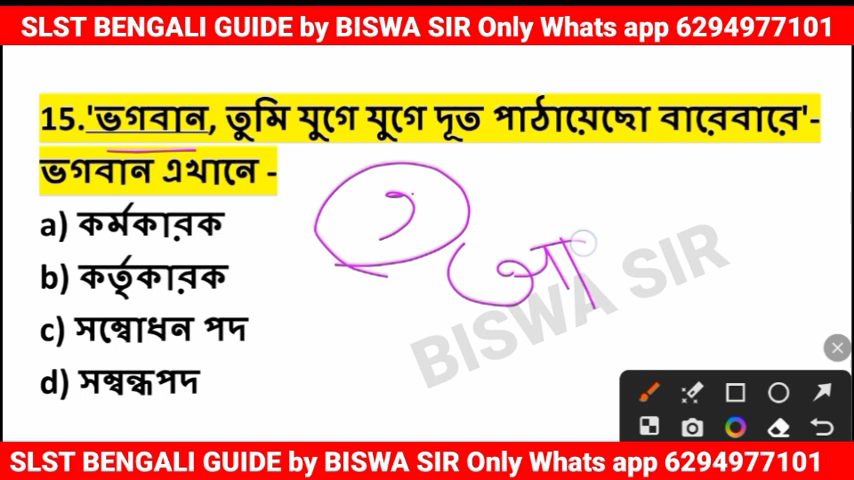 SLST BENGALI GUIDE by BISWA SIR Only Whats app 6294977101
15.'ভগবান, তুমি যুগে যুগে দূত পাঠায়েছো বারেবারে'-
ভগবান এখানে -
a) কর্মকারক
b) কর্তৃকারক
c) সম্বোধন পদ
d) সম্বন্ধপদ
BISWA SIR
SLST BENGALI GUIDE by BISWA SIR Only Whats app 6294977101